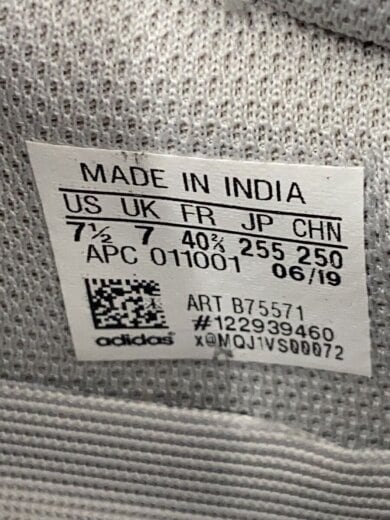 MADE IN INDIA
US UK FR JP CHN
7½ 7 40⅔ 255 250
APC 011001 06/19
ART B75571
#122939460
adidas x@MQJ1VS00072